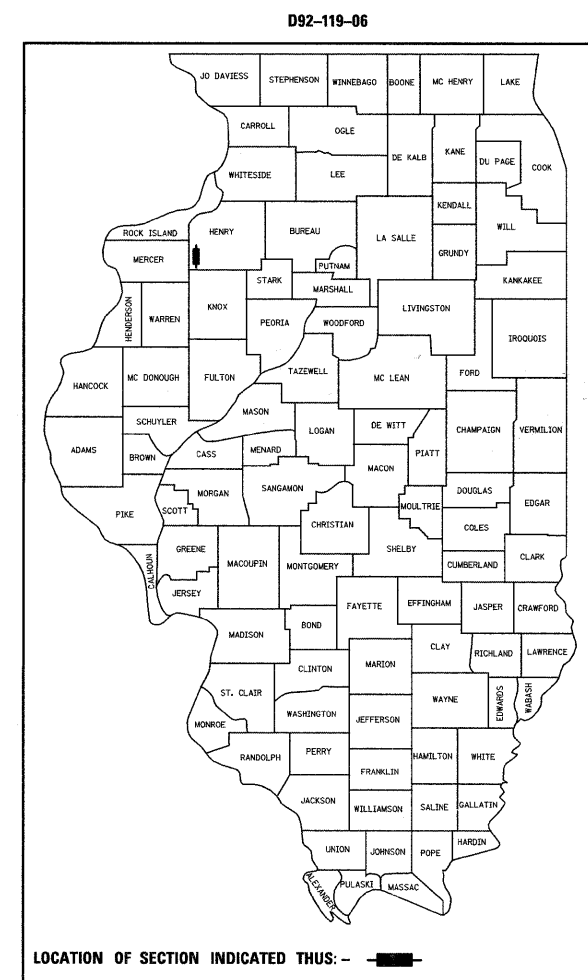 D92-119-06
JO DAVIESS STEPHENSON WINNEBAGO BOONE MC HENRY LAKE
CARROLL OGLE DE KALB KANE DU PAGE COOK
WHITESIDE LEE
KENDALL WILL
ROCK ISLAND HENRY BUREAU LA SALLE GRUNDY
MERCER PUTNAM KANKAKEE
STARK MARSHALL
HENDERSON WARREN KNOX PEORIA WOODFORD LIVINGSTON IROQUOIS
HANCOCK MC DONOUGH FULTON TAZEWELL MC LEAN FORD
SCHUYLER MASON LOGAN DE WITT CHAMPAIGN VERMILION
ADAMS BROWN CASS MENARD MACON PIATT
PIKE SCOTT MORGAN SANGAMON CHRISTIAN MOULTRIE DOUGLAS EDGAR
COLES
CALHOUN GREENE MACOUPIN MONTGOMERY SHELBY CUMBERLAND CLARK
JERSEY FAYETTE EFFINGHAM JASPER CRAWFORD
MADISON BOND
CLINTON MARION CLAY RICHLAND LAWRENCE
ST. CLAIR WAYNE EDWARDS WABASH
WASHINGTON JEFFERSON
MONROE
RANDOLPH PERRY HAMILTON WHITE
FRANKLIN
JACKSON WILLIAMSON SALINE GALLATIN
UNION JOHNSON POPE HARDIN
ALEXANDER PULASKI MASSAC
LOCATION OF SECTION INDICATED THUS: -